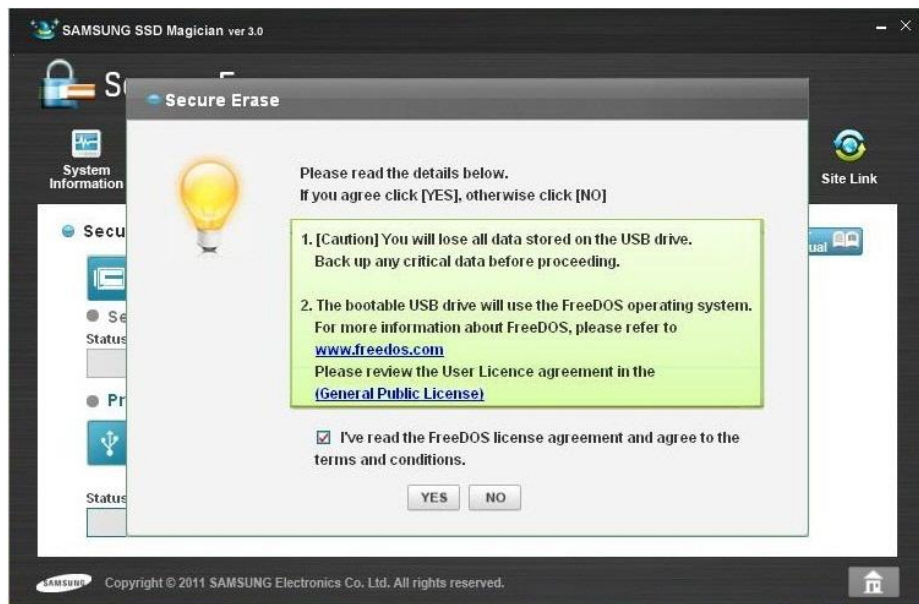 SAMSUNG SSD Magician ver 3.0
Secure Erase
System
Information
Site Link
Please read the details below.
If you agree click [YES], otherwise click [NO]
Secu
1. [Caution] You will lose all data stored on the USB drive.
Back up any critical data before proceeding.
2. The bootable USB drive will use the FreeDOS operating system.
For more information about FreeDOS, please refer to
www.freedos.com
Please review the User Licence agreement in the
(General Public License)
Se
Status
Pr
I've read the FreeDOS license agreement and agree to the
terms and conditions.
YES NO
Status
SAMSUNG Copyright © 2011 SAMSUNG Electronics Co. Ltd. All rights reserved.